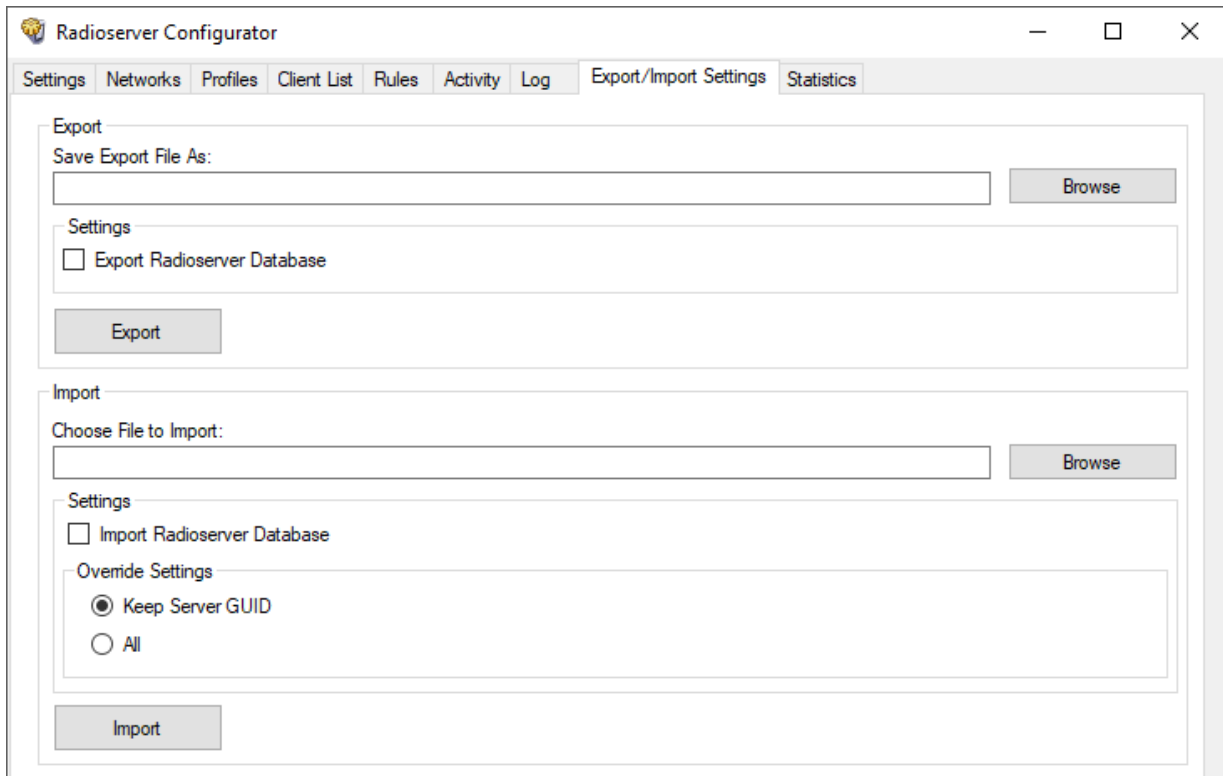 Radioserver Configurator
Settings Networks Profiles Client List Rules Activity Log Export/Import Settings Statistics
Export
Save Export File As:
Browse
Settings
Export Radioserver Database
Export
Import
Choose File to Import:
Browse
Settings
Import Radioserver Database
Override Settings
Keep Server GUID
All
Import